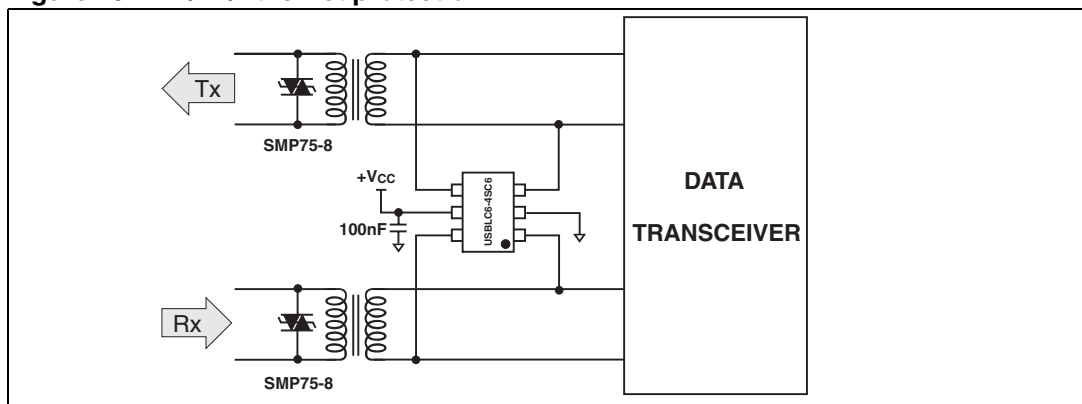 Tx
SMP75-8
+VCC
100nF
USBLC6-4SC6
DATA
TRANSCEIVER
Rx
SMP75-8